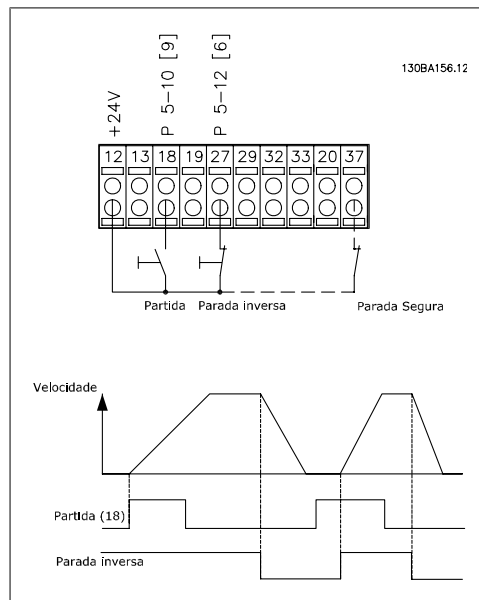 130BA156.12
+24V
P 5-10 [9]
P 5-12 [6]
12 13 18 19 27 29 32 33 20 37
Partida Parada inversa Parada Segura
Velocidade
Partida (18)
Parada inversa